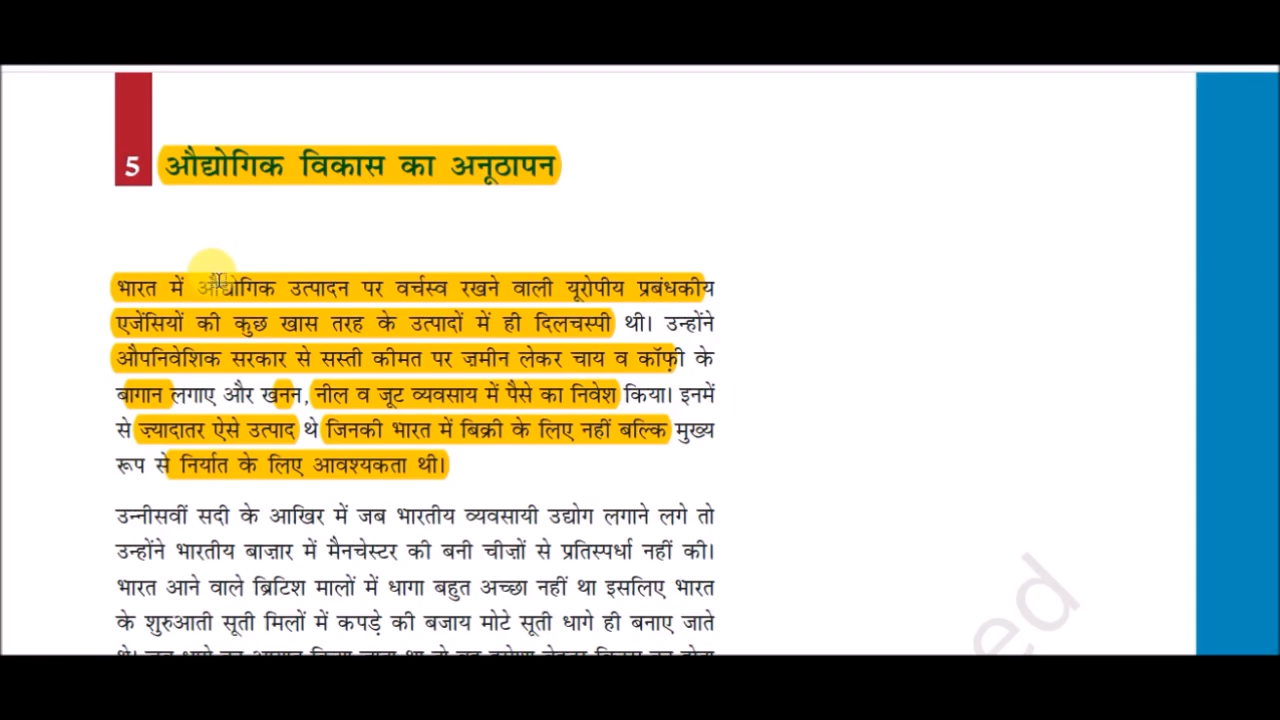 5 औद्योगिक विकास का अनूठापन
भारत में औद्योगिक उत्पादन पर वर्चस्व रखने वाली यूरोपीय प्रबंधकीय
एजेंसियों की कुछ खास तरह के उत्पादों में ही दिलचस्पी थी। उन्होंने
औपनिवेशिक सरकार से सस्ती कीमत पर ज़मीन लेकर चाय व कॉफ़ी के
बागान लगाए और खनन, नील व जूट व्यवसाय में पैसे का निवेश किया। इनमें
से ज़्यादातर ऐसे उत्पाद थे जिनकी भारत में बिक्री के लिए नहीं बल्कि मुख्य
रूप से निर्यात के लिए आवश्यकता थी।
उन्नीसवीं सदी के आखिर में जब भारतीय व्यवसायी उद्योग लगाने लगे तो
उन्होंने भारतीय बाज़ार में मैनचेस्टर की बनी चीज़ों से प्रतिस्पर्धा नहीं की।
भारत आने वाले ब्रिटिश मालों में धागा बहुत अच्छा नहीं था इसलिए भारत
के शुरुआती सूती मिलों में कपड़े की बजाय मोटे सूती धागे ही बनाए जाते
ed